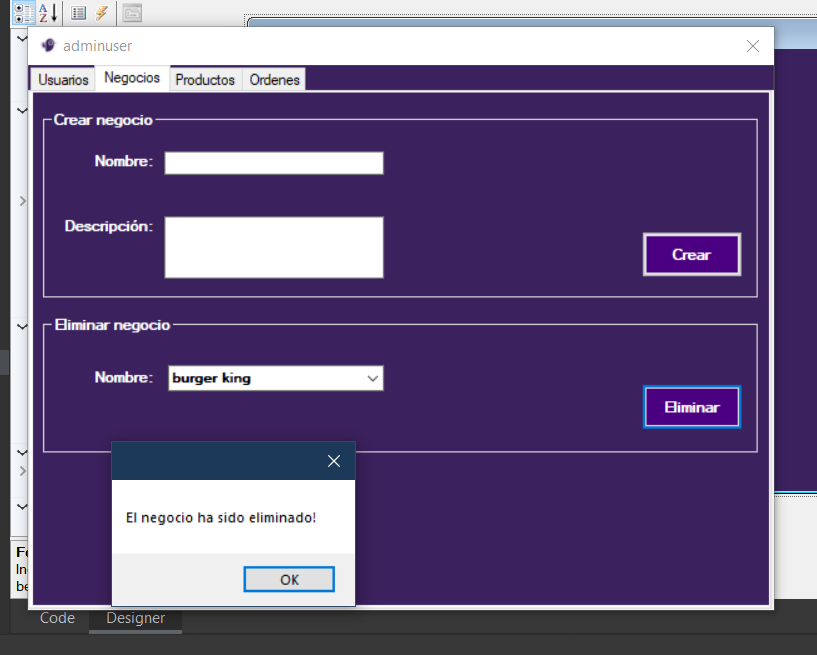 adminuser
Usuarios Negocios Productos Ordenes
Crear negocio
Nombre:
Descripción:
Crear
Eliminar negocio
Nombre: burger king
Eliminar
El negocio ha sido eliminado!
OK
Code Designer